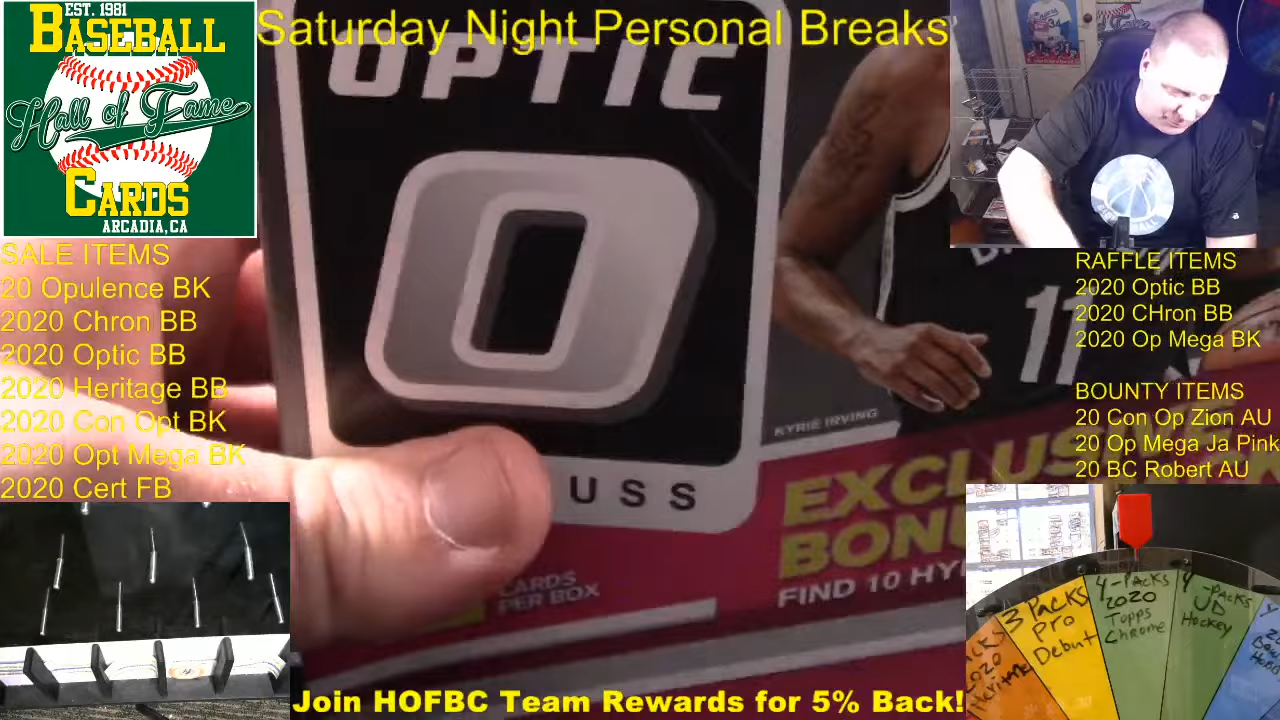 Saturday Night Personal Breaks
EST. 1981
BASEBALL
Hall of Fame
CARDS
ARCADIA,CA
SALE ITEMS
20 Opulence BK
2020 Chron BB
2020 Optic BB
2020 Heritage BB
2020 Con Opt BK
2020 Opt Mega BK
2020 Cert FB
OPTIC
O
USS
CARDS
PER BOX
11
KYRIE IRVING
EXCLUS
BON
FIND 10 HY
RAFFLE ITEMS
2020 Optic BB
2020 CHron BB
2020 Op Mega BK
BOUNTY ITEMS
20 Con Op Zion AU
20 Op Mega Ja Pink
20 BC Robert AU
3 Packs
Pro
Debut
4-PACKS
2020
Topps
Chrome
4
-PACKS
UD
Hockey
2020
Join HOFBC Team Rewards for 5% Back!